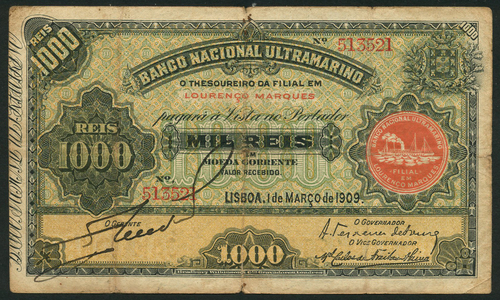 1000 REIS
1000
Nº 513521
BANCO NACIONAL ULTRAMARINO
O THESOUREIRO DA FILIAL EM
LOURENÇO MARQUES
pagará á Vista ao Portador
REIS
1000
MIL REIS
EM
MOEDA CORRENTE
VALOR RECEBIDO.
Nº 513521
LISBOA, 1 DE MARÇO DE 1909.
BANCO NACIONAL ULTRAMARINO
FILIAL
LOURENÇO MARQUES
O GERENTE
1000
O GOVERNADOR
O VICE GOVERNADOR